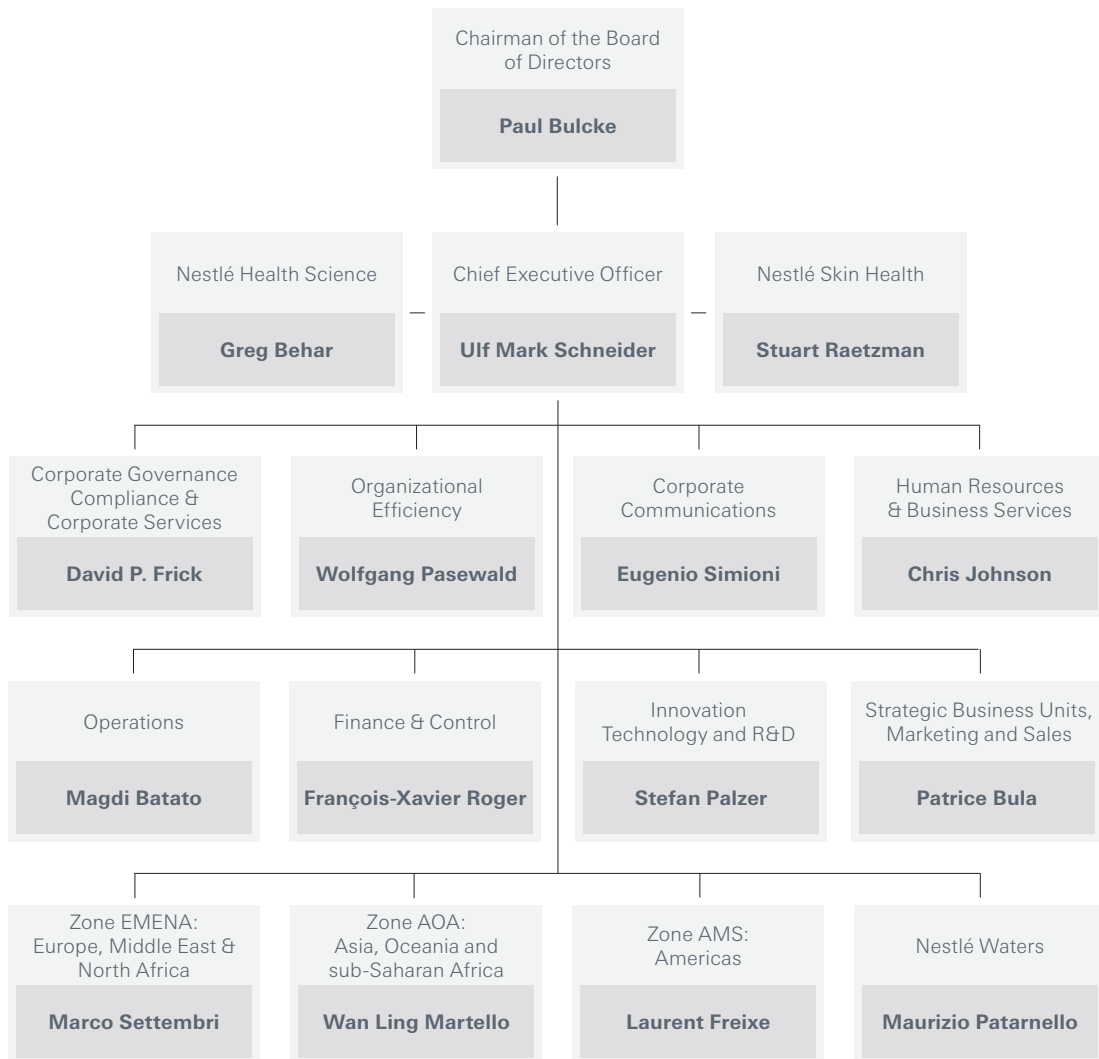 Chairman of the Board
of Directors
Paul Bulcke
Nestlé Health Science
Greg Behar
Chief Executive Officer
Ulf Mark Schneider
Nestlé Skin Health
Stuart Raetzman
Corporate Governance
Compliance &
Corporate Services
David P. Frick
Organizational
Efficiency
Wolfgang Pasewald
Corporate
Communications
Eugenio Simioni
Human Resources
& Business Services
Chris Johnson
Operations
Magdi Batato
Finance & Control
François-Xavier Roger
Innovation
Technology and R&D
Stefan Palzer
Strategic Business Units,
Marketing and Sales
Patrice Bula
Zone EMENA:
Europe, Middle East &
North Africa
Marco Settembri
Zone AOA:
Asia, Oceania and
sub-Saharan Africa
Wan Ling Martello
Zone AMS:
Americas
Laurent Freixe
Nestlé Waters
Maurizio Patarnello